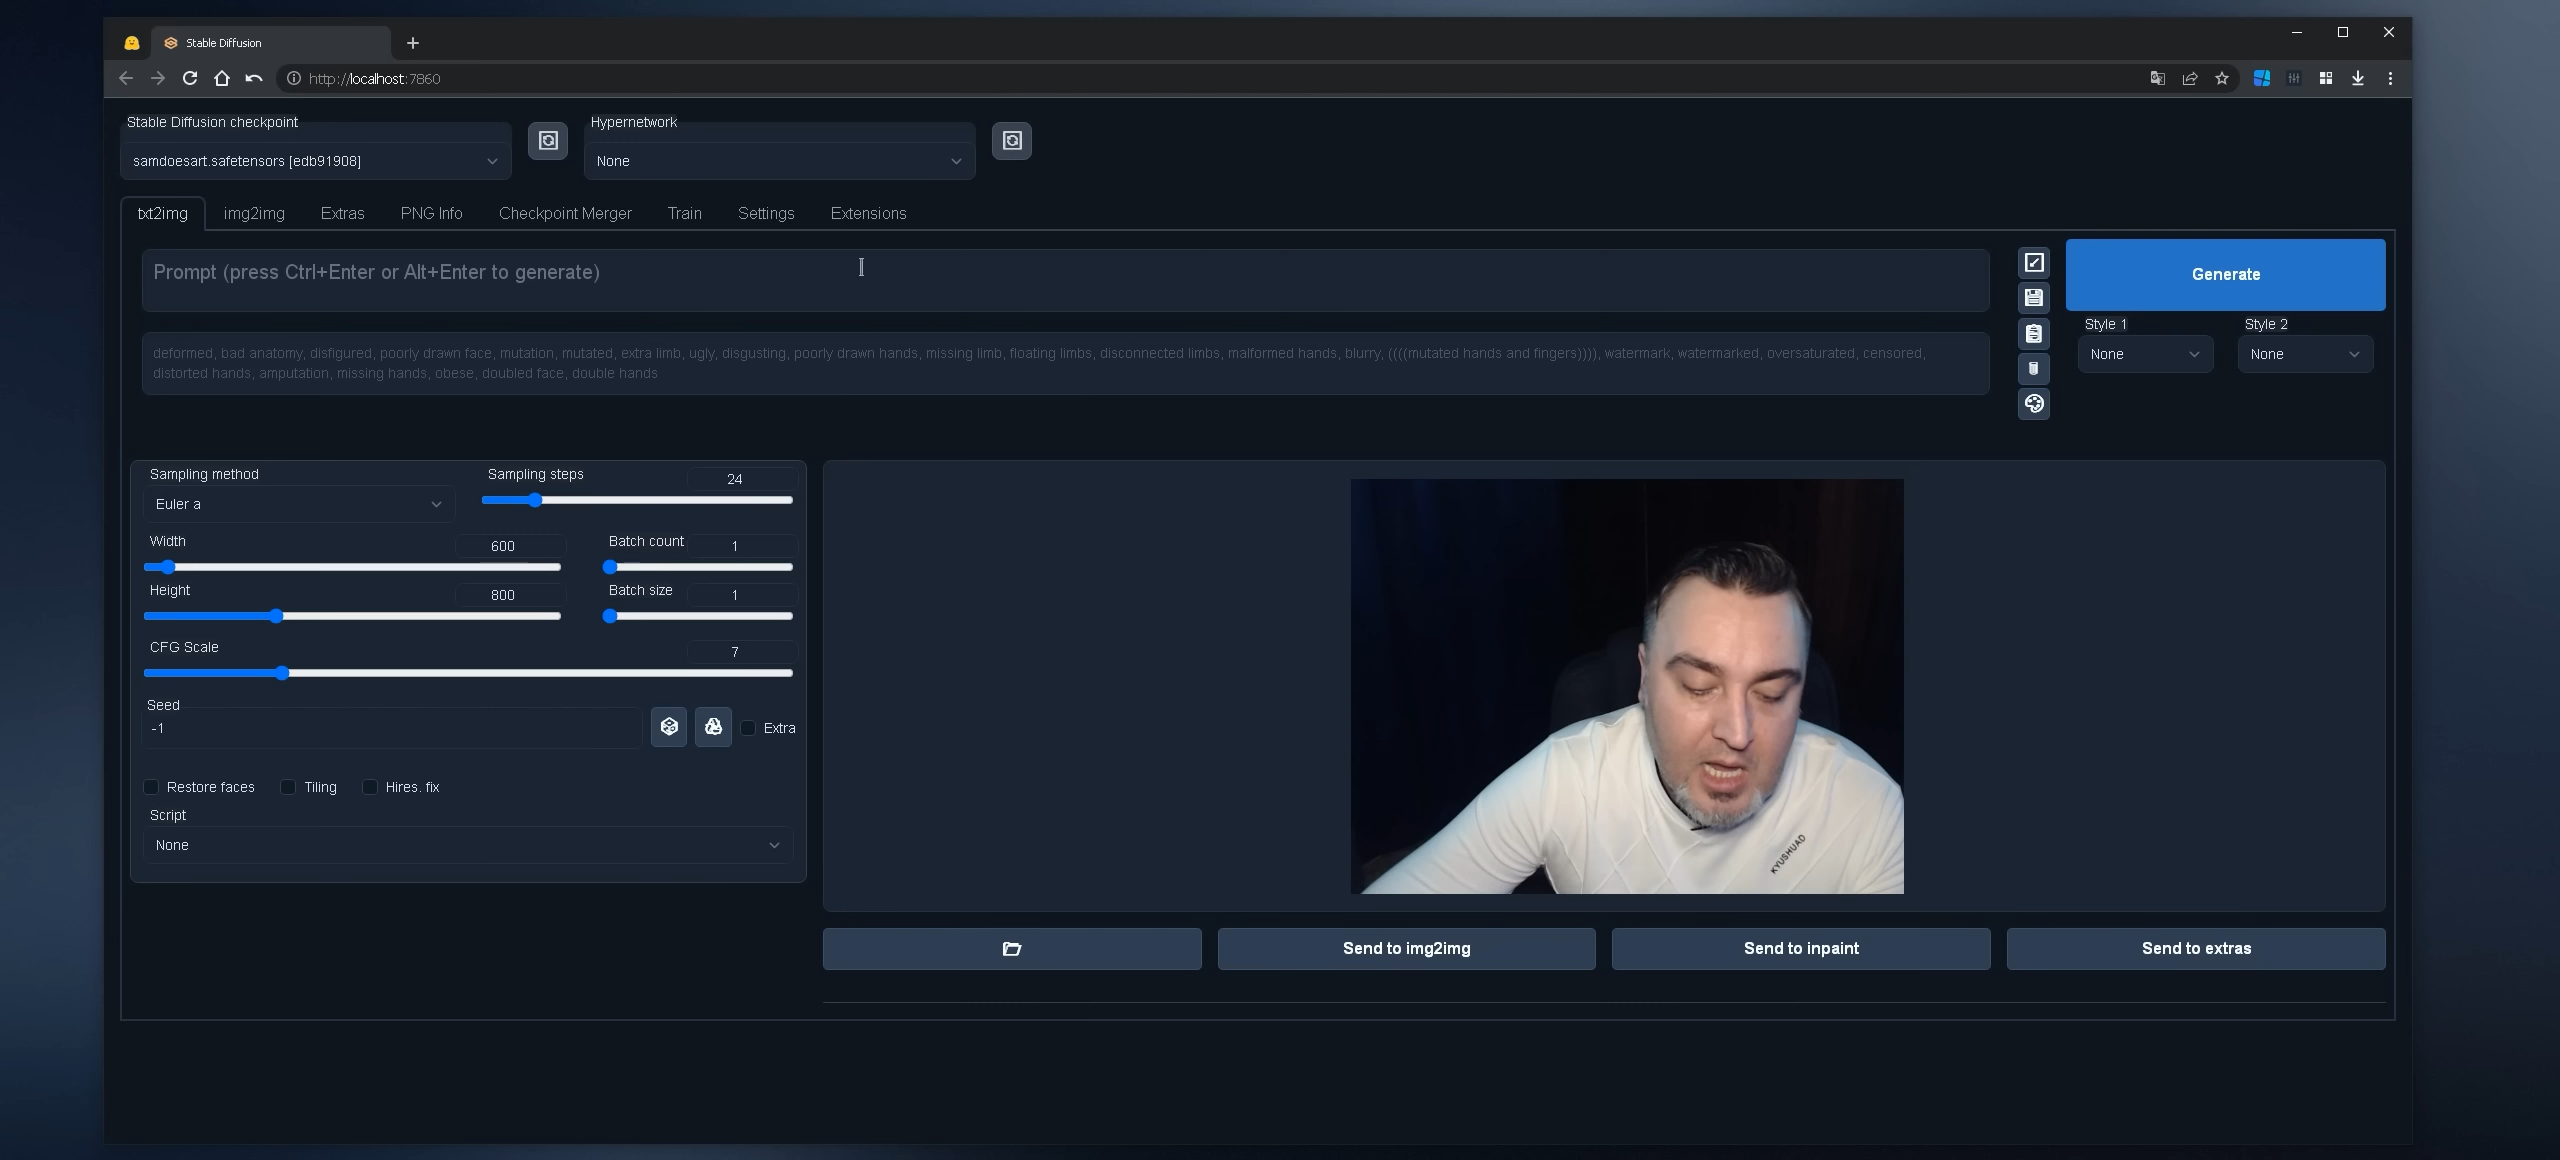 Stable Diffusion
http://localhost:7860
Stable Diffusion checkpoint
Hypernetwork
samdoesart.safetensors [edb91908]
None
txt2img
img2img
Extras
PNG Info
Checkpoint Merger
Train
Settings
Extensions
Prompt (press Ctrl+Enter or Alt+Enter to generate)
Generate
deformed, bad anatomy, disfigured, poorly drawn face, mutation, mutated, extra limb, ugly, disgusting, poorly drawn hands, missing limb, floating limbs, disconnected limbs, malformed hands, blurry, ((((mutated hands and fingers)))), watermark, watermarked, oversaturated, censored,
distorted hands, amputation, missing hands, obese, doubled face, double hands
Style 1
Style 2
None
None
Sampling method
Sampling steps
24
Euler a
Width
600
Batch count
1
Height
800
Batch size
1
CFG Scale
7
Seed
-1
Extra
Restore faces
Tiling
Hires. fix
Script
None
KYUSHUAD
Send to img2img
Send to inpaint
Send to extras